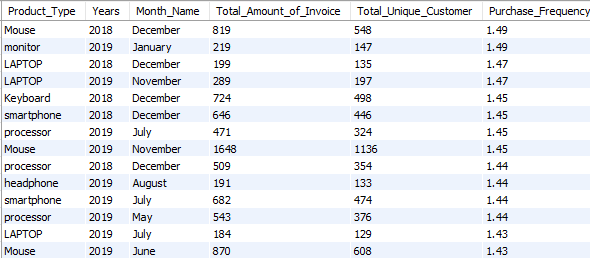 Product_Type Years Month_Name Total_Amount_of_Invoice Total_Unique_Customer Purchase_Frequency
Mouse 2018 December 819 548 1.49
monitor 2019 January 219 147 1.49
LAPTOP 2018 December 199 135 1.47
LAPTOP 2019 November 289 197 1.47
Keyboard 2018 December 724 498 1.45
smartphone 2018 December 646 446 1.45
processor 2019 July 471 324 1.45
Mouse 2019 November 1648 1136 1.45
processor 2018 December 509 354 1.44
headphone 2019 August 191 133 1.44
smartphone 2019 July 682 474 1.44
processor 2019 May 543 376 1.44
LAPTOP 2019 July 184 129 1.43
Mouse 2019 June 870 608 1.43